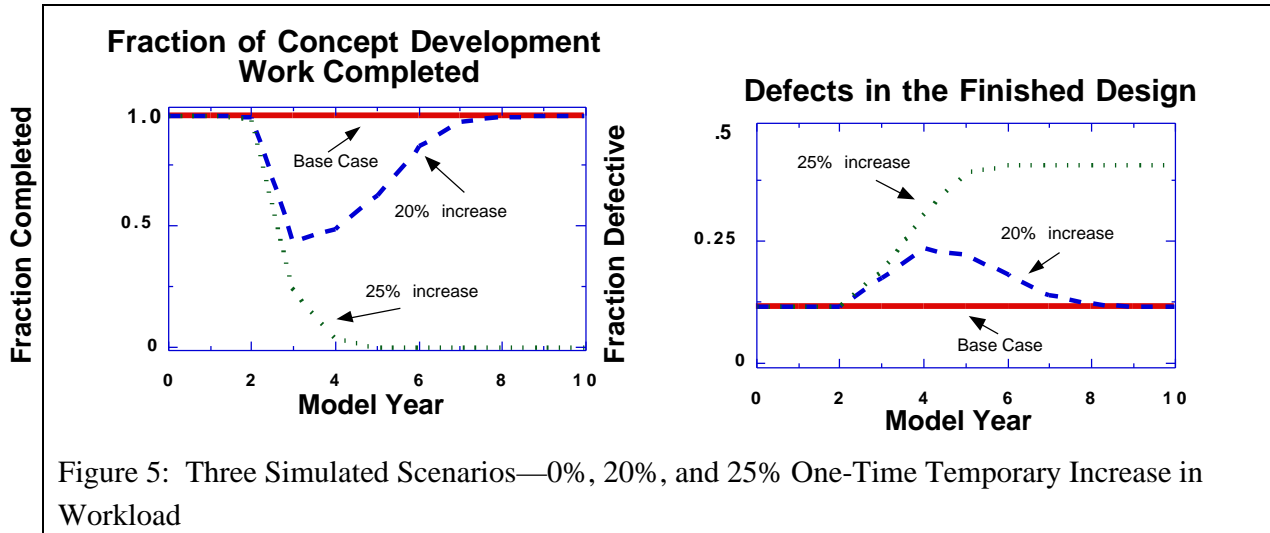 Fraction of Concept Development
Work Completed
Fraction Completed
1.0
0.5
0
Base Case
20% increase
25% increase
0 2 4 6 8 10
Model Year
Defects in the Finished Design
Fraction Defective
.5
0.25
0
25% increase
20% increase
Base Case
0 2 4 6 8 10
Model Year
Figure 5: Three Simulated Scenarios—0%, 20%, and 25% One-Time Temporary Increase in
Workload